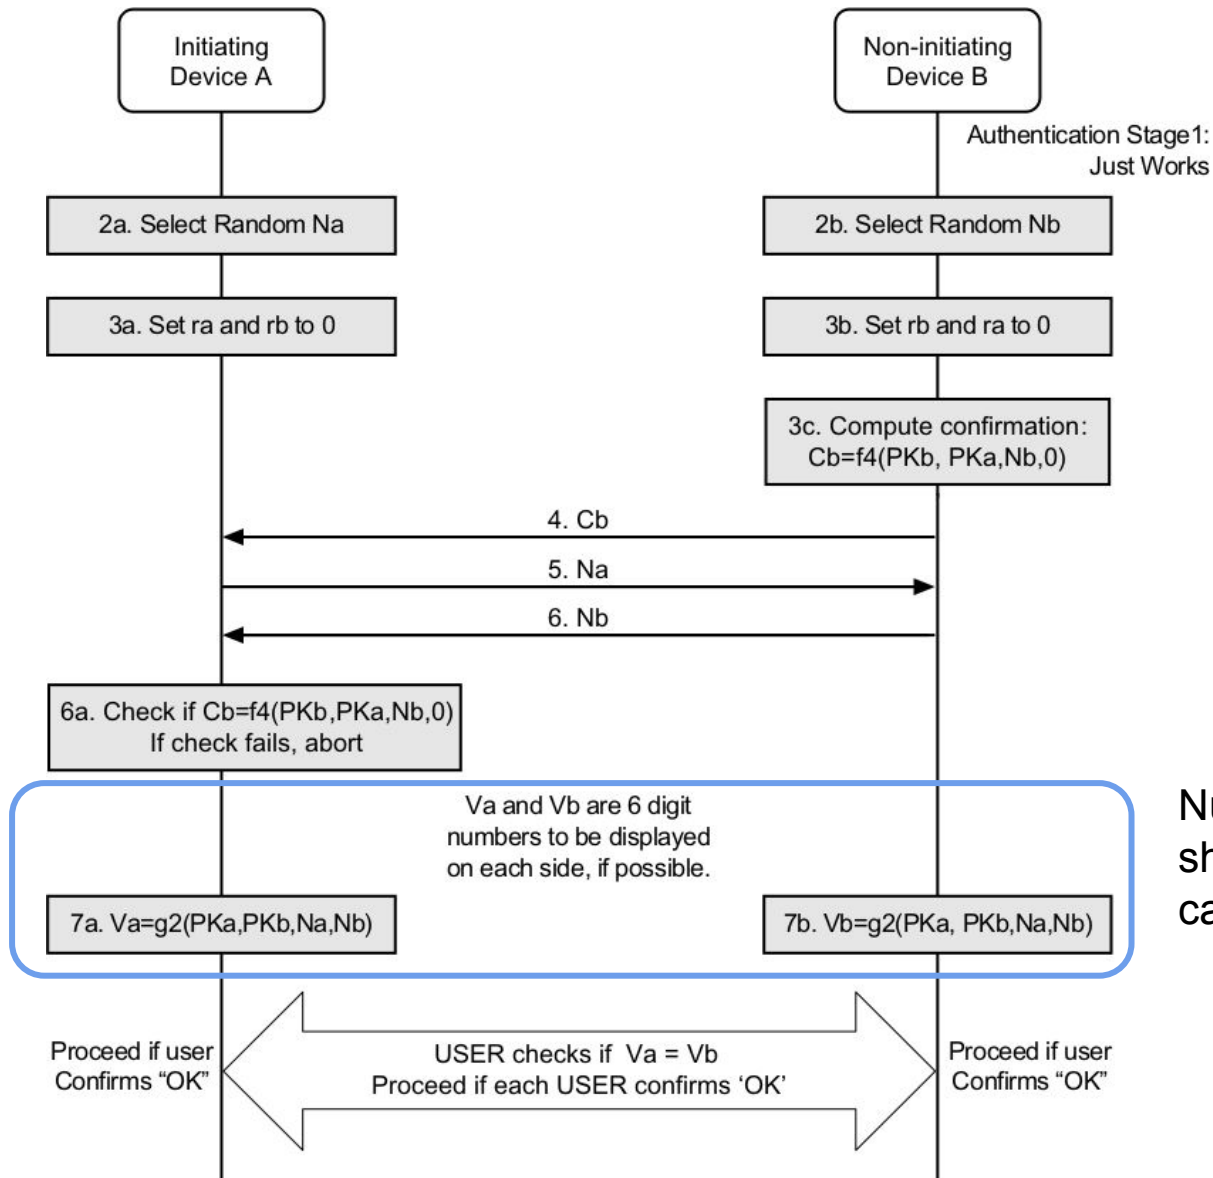 Initiating
Device A
Non-initiating
Device B
Authentication Stage1:
Just Works
2a. Select Random Na
2b. Select Random Nb
3a. Set ra and rb to 0
3b. Set rb and ra to 0
3c. Compute confirmation:
Cb=f4(PKb, PKa,Nb,0)
4. Cb
5. Na
6. Nb
6a. Check if Cb=f4(PKb,PKa,Nb,0)
If check fails, abort
Va and Vb are 6 digit
numbers to be displayed
on each side, if possible.
7a. Va=g2(PKa,PKb,Na,Nb)
7b. Vb=g2(PKa, PKb,Na,Nb)
Proceed if user
Confirms “OK”
USER checks if Va = Vb
Proceed if each USER confirms ‘OK’
Proceed if user
Confirms “OK”